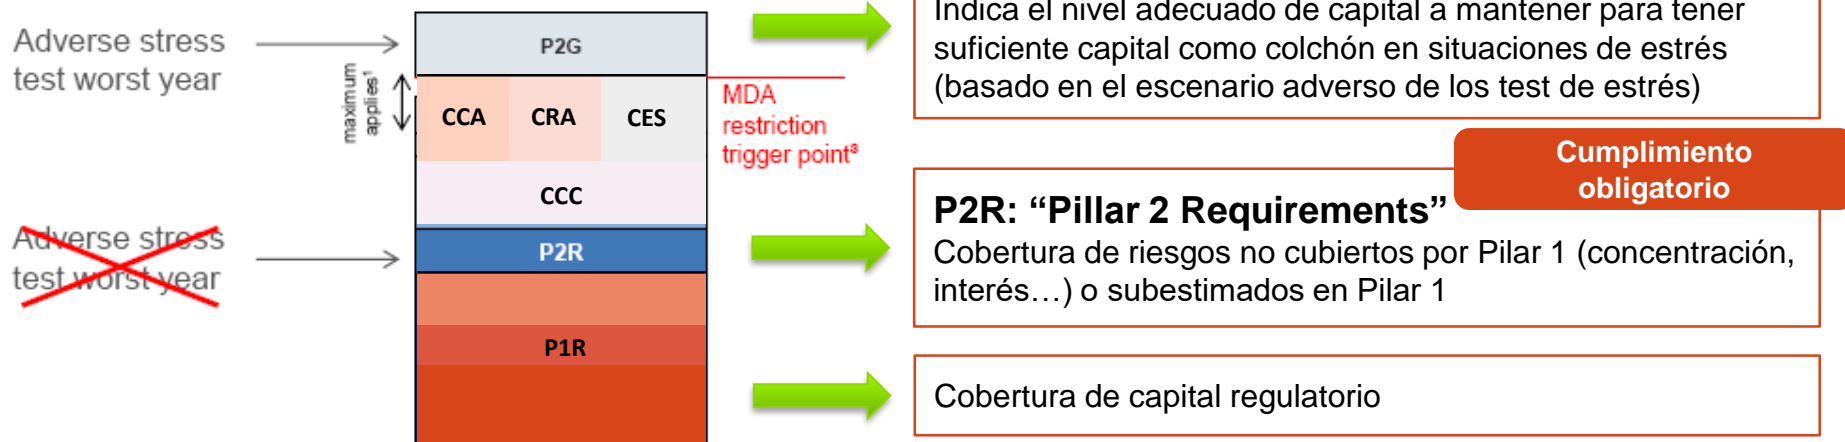 Adverse stress
test worst year
P2G
Indica el nivel adecuado de capital a mantener para tener
suficiente capital como colchón en situaciones de estrés
(basado en el escenario adverso de los test de estrés)
maximum
applies¹
CCA
CRA
CES
MDA
restriction
trigger point³
CCC
Cumplimiento
obligatorio
Adverse stress
test worst year
P2R
P2R: “Pillar 2 Requirements”
Cobertura de riesgos no cubiertos por Pilar 1 (concentración,
interés…) o subestimados en Pilar 1
P1R
Cobertura de capital regulatorio